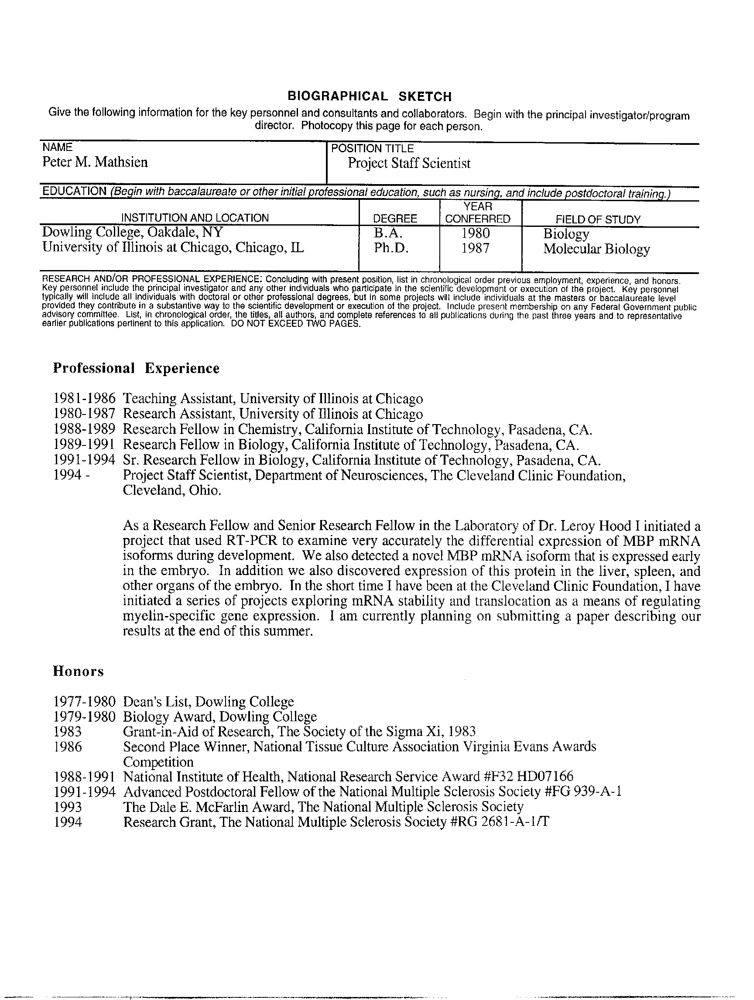 BIOGRAPHICAL SKETCH
Give the following information for the key personnel and consultants and collaborators. Begin with the principal investigator/program
director. Photocopy this page for each person.
NAME
Peter M. Mathsien
POSITION TITLE
Project Staff Scientist
EDUCATION (Begin with baccalaureate or other initial professional education, such as nursing, and include postdoctoral training.)
INSTITUTION AND LOCATION DEGREE YEAR CONFERRED FIELD OF STUDY
Dowling College, Oakdale, NY B.A. 1980 Biology
University of Illinois at Chicago, Chicago, IL Ph.D. 1987 Molecular Biology
RESEARCH AND/OR PROFESSIONAL EXPERIENCE: Concluding with present position, list in chronological order previous employment, experience, and honors.
Key personnel include the principal investigator and any other individuals who participate in the scientific development or execution of the project. Key personnel
typically will include all individuals with doctoral or other professional degrees, but in some projects will include individuals at the masters or baccalaureate level
provided they contribute in a substantive way to the scientific development or execution of the project. Include present membership on any Federal Government public
advisory committee. List, in chronological order, the titles, all authors, and complete references to all publications during the past three years and to representative
earlier publications pertinent to this application. DO NOT EXCEED TWO PAGES.
Professional Experience
1981-1986 Teaching Assistant, University of Illinois at Chicago
1980-1987 Research Assistant, University of Illinois at Chicago
1988-1989 Research Fellow in Chemistry, California Institute of Technology, Pasadena, CA.
1989-1991 Research Fellow in Biology, California Institute of Technology, Pasadena, CA.
1991-1994 Sr. Research Fellow in Biology, California Institute of Technology, Pasadena, CA.
1994 - Project Staff Scientist, Department of Neurosciences, The Cleveland Clinic Foundation,
Cleveland, Ohio.
As a Research Fellow and Senior Research Fellow in the Laboratory of Dr. Leroy Hood I initiated a
project that used RT-PCR to examine very accurately the differential expression of MBP mRNA
isoforms during development. We also detected a novel MBP mRNA isoform that is expressed early
in the embryo. In addition we also discovered expression of this protein in the liver, spleen, and
other organs of the embryo. In the short time I have been at the Cleveland Clinic Foundation, I have
initiated a series of projects exploring mRNA stability and translocation as a means of regulating
myelin-specific gene expression. I am currently planning on submitting a paper describing our
results at the end of this summer.
Honors
1977-1980 Dean's List, Dowling College
1979-1980 Biology Award, Dowling College
1983 Grant-in-Aid of Research, The Society of the Sigma Xi, 1983
1986 Second Place Winner, National Tissue Culture Association Virginia Evans Awards
Competition
1988-1991 National Institute of Health, National Research Service Award #F32 HD07166
1991-1994 Advanced Postdoctoral Fellow of the National Multiple Sclerosis Society #FG 939-A-1
1993 The Dale E. McFarlin Award, The National Multiple Sclerosis Society
1994 Research Grant, The National Multiple Sclerosis Society #RG 2681-A-1/T